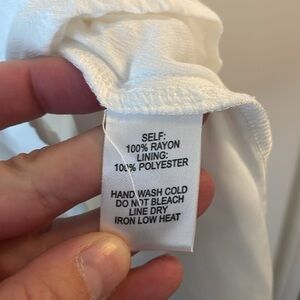 SELF:
100% RAYON
LINING:
100% POLYESTER
HAND WASH COLD
DO NOT BLEACH
LINE DRY
IRON LOW HEAT